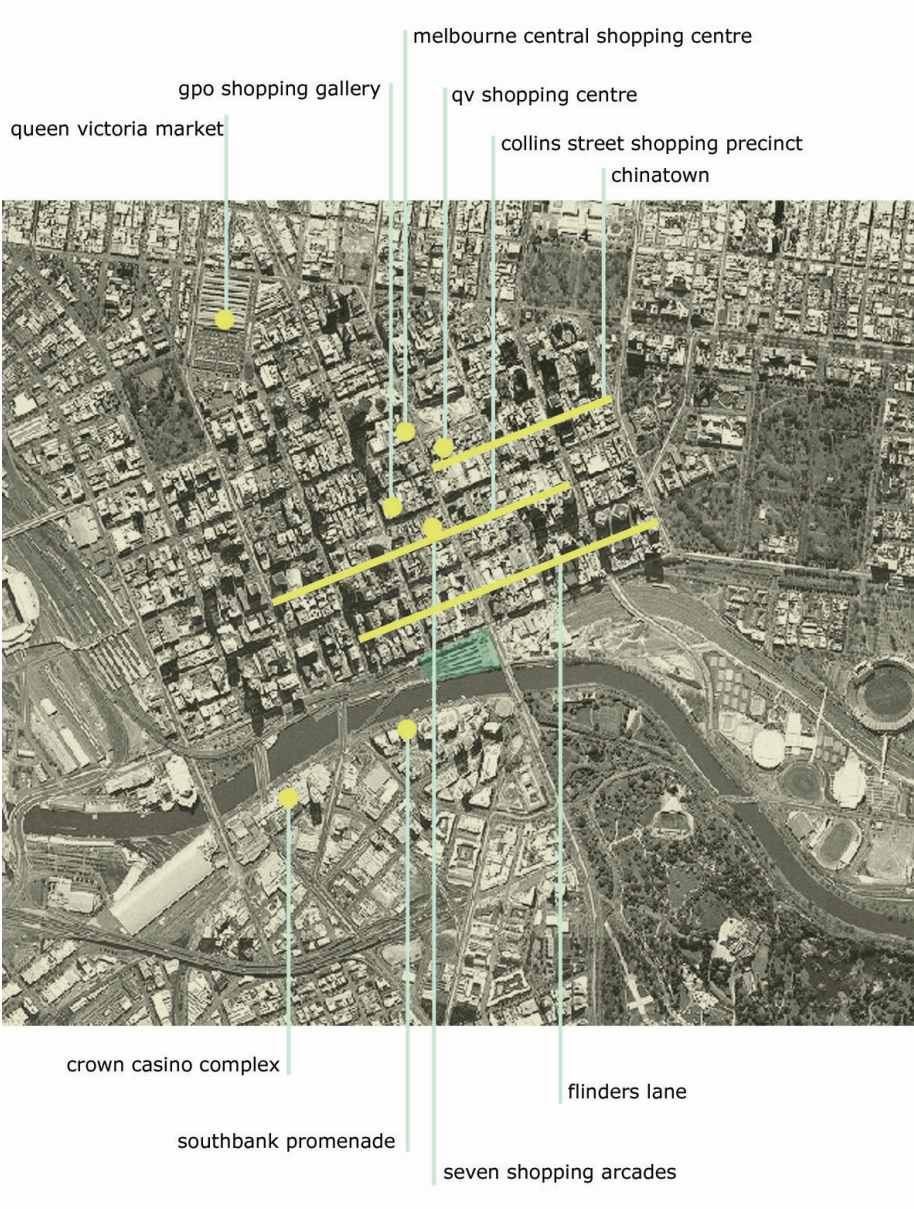 melbourne central shopping centre
gpo shopping gallery
qv shopping centre
queen victoria market
collins street shopping precinct
chinatown
crown casino complex
flinders lane
southbank promenade
seven shopping arcades